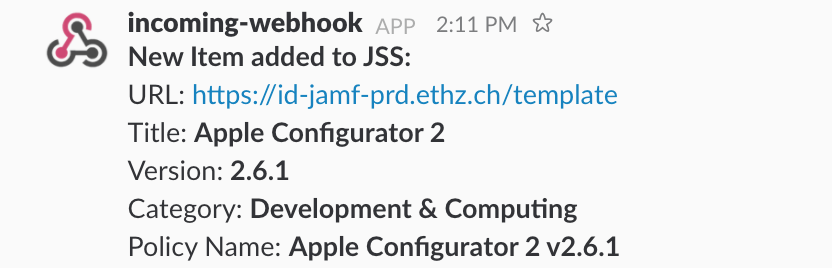 incoming-webhook APP 2:11 PM
New Item added to JSS:
URL: https://id-jamf-prd.ethz.ch/template
Title: Apple Configurator 2
Version: 2.6.1
Category: Development & Computing
Policy Name: Apple Configurator 2 v2.6.1